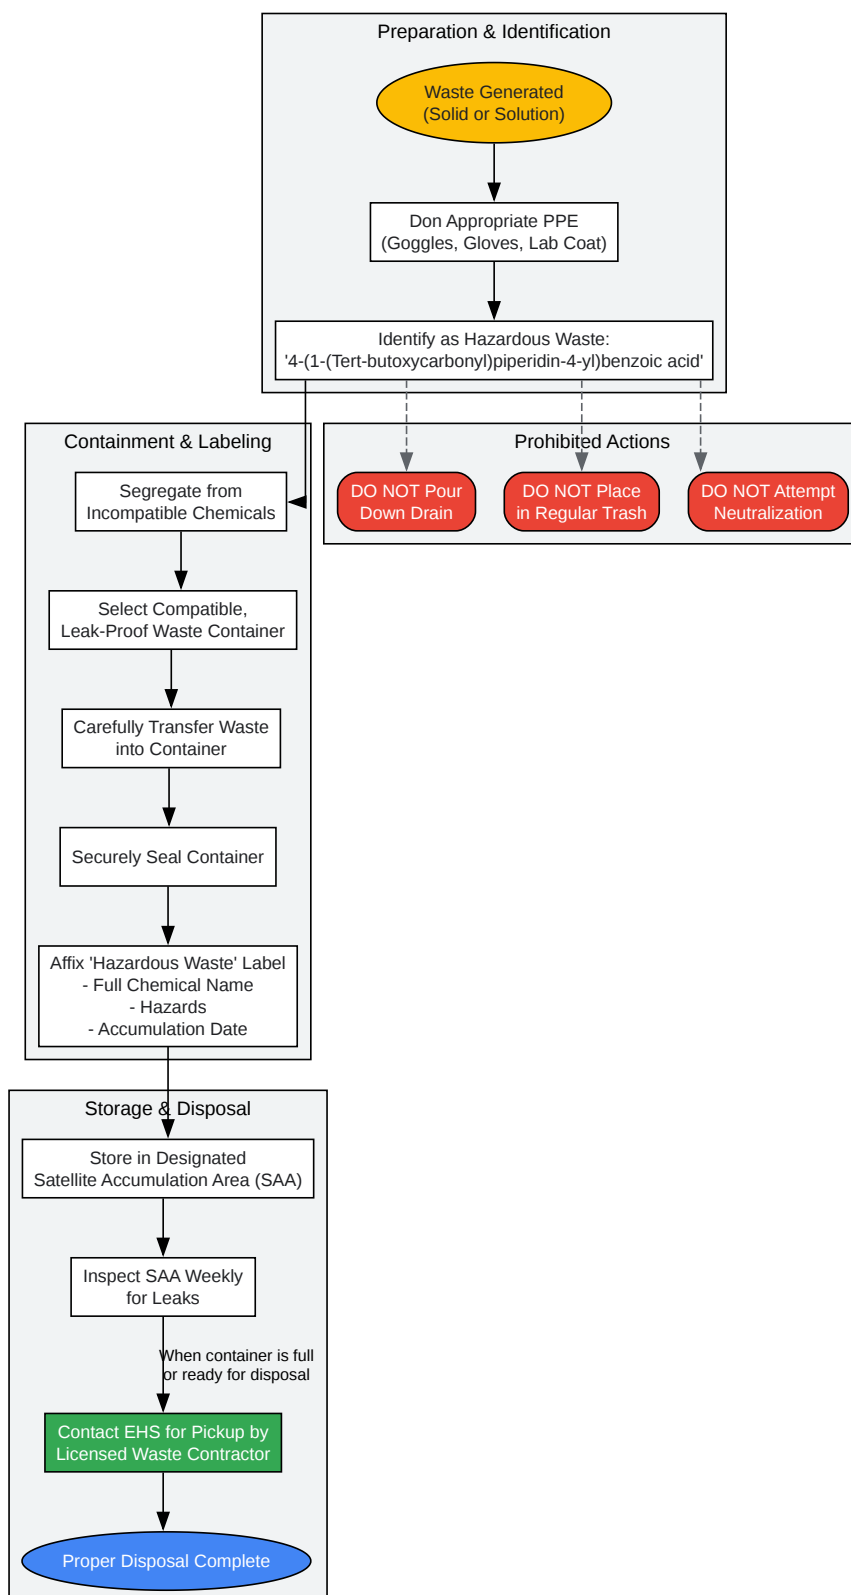 Preparation & Identification
Waste Generated
(Solid or Solution)
Don Appropriate PPE
(Goggles, Gloves, Lab Coat)
Identify as Hazardous Waste:
'4-(1-(Tert-butoxycarbonyl)piperidin-4-yl)benzoic acid'
Containment & Labeling
Segregate from
Incompatible Chemicals
Select Compatible,
Leak-Proof Waste Container
Carefully Transfer Waste
into Container
Securely Seal Container
Affix 'Hazardous Waste' Label
- Full Chemical Name
- Hazards
- Accumulation Date
Prohibited Actions
DO NOT Pour
Down Drain
DO NOT Place
in Regular Trash
DO NOT Attempt
Neutralization
Storage & Disposal
Store in Designated
Satellite Accumulation Area (SAA)
Inspect SAA Weekly
for Leaks
When container is full
or ready for disposal
Contact EHS for Pickup by
Licensed Waste Contractor
Proper Disposal Complete